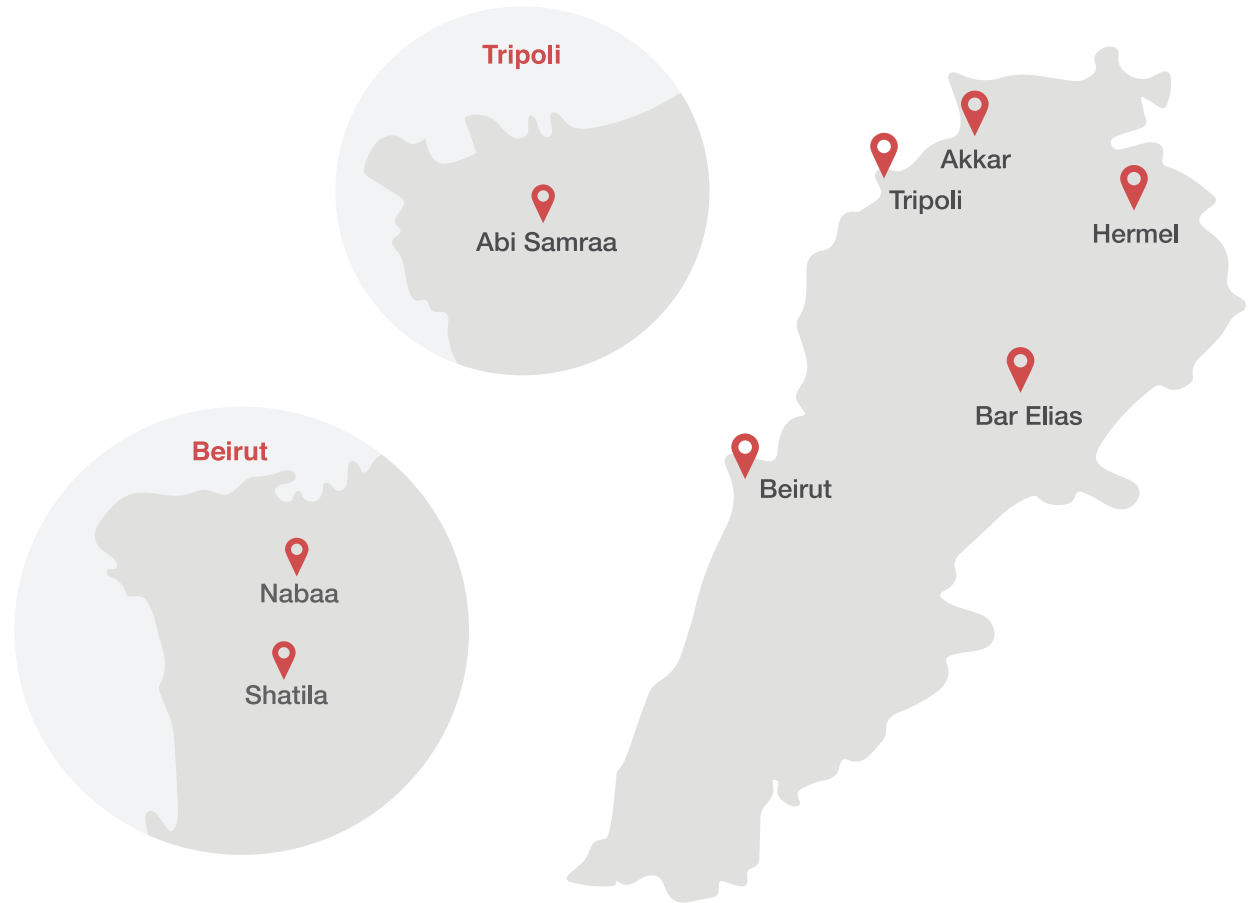 Tripoli
Abi Samraa
Beirut
Nabaa
Shatila
Akkar
Tripoli
Hermel
Bar Elias
Beirut